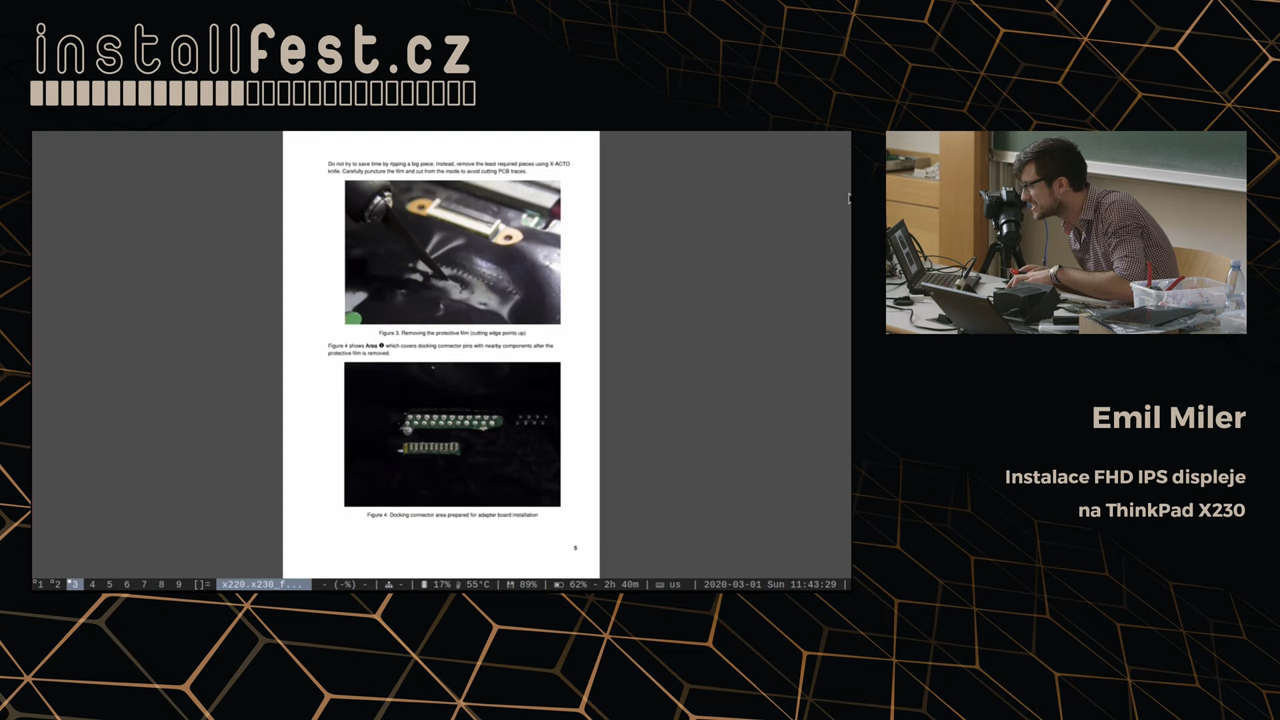 installfest.cz
Do not try to save time by ripping a big piece. Instead, remove the least required pieces using X-ACTO
knife. Carefully puncture the film and cut from the inside to avoid cutting PCB traces.
Figure 3. Removing the protective film (cutting edge points up)
Figure 4 shows Area ❶ which covers docking connector pins with nearby components after the
protective film is removed.
Figure 4. Docking connector area prepared for adapter board installation
5
1 2 3 4 5 6 7 8 9 []= x220.x230_f... - (-%) - | - | 17% 55°C | 89% | 62% - 2h 40m | us | 2020-03-01 Sun 11:43:29 |
Emil Miler
Instalace FHD IPS displeje
na ThinkPad X230